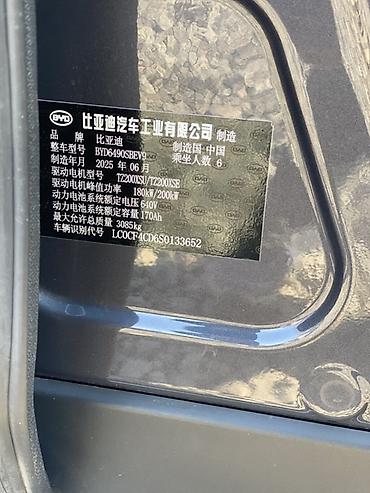 BYD 比亚迪汽车工业有限公司 制造
品 牌 比亚迪 制造国 中国
整车型号 BYD6490SBEV9 乘坐人数 6
制造年月 2025 年 06 月
驱动电机型号 TZ200XSU/TZ200XSE
驱动电机峰值功率 180kW/200kW
动力电池系统额定电压 640V
动力电池系统额定容量 170Ah
最大允许总质量 3085kg
车辆识别代号 LC0CF4CD6S0133652